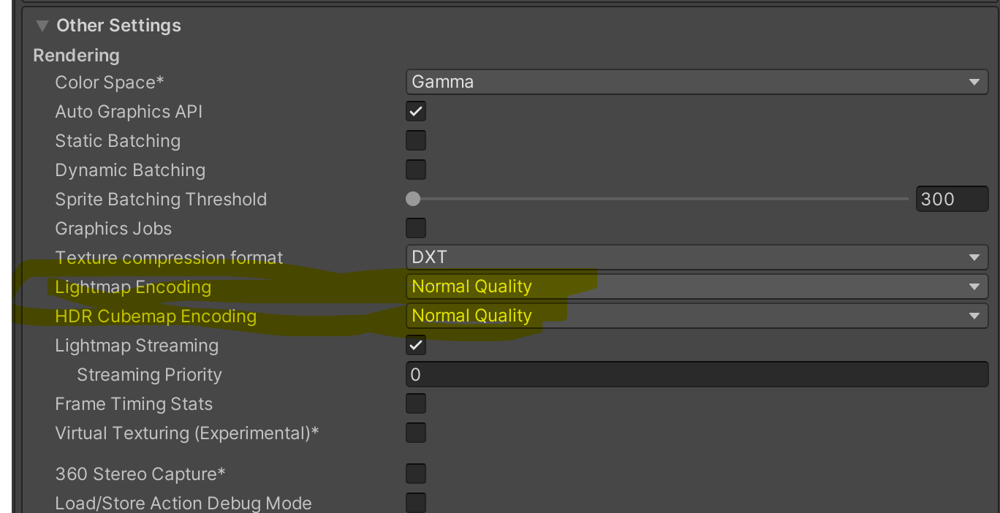 Other Settings
Rendering
Color Space* Gamma
Auto Graphics API
Static Batching
Dynamic Batching
Sprite Batching Threshold 300
Graphics Jobs
Texture compression format DXT
Lightmap Encoding Normal Quality
HDR Cubemap Encoding Normal Quality
Lightmap Streaming
Streaming Priority 0
Frame Timing Stats
Virtual Texturing (Experimental)*
360 Stereo Capture*
Load/Store Action Debug Mode